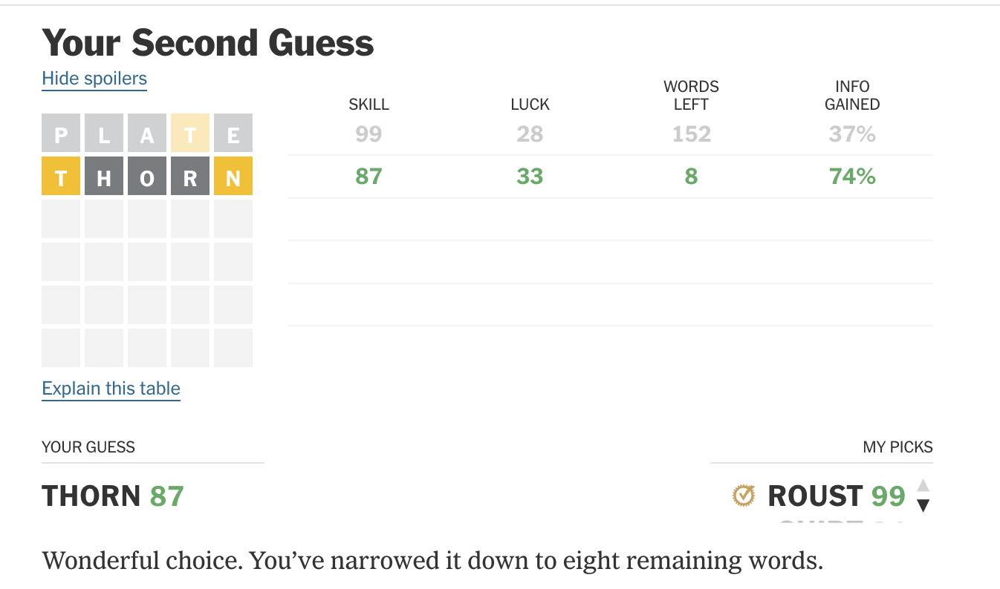 Your Second Guess
Hide spoilers
SKILL LUCK WORDS LEFT INFO GAINED
P L A T E 99 28 152 37%
T H O R N 87 33 8 74%
Explain this table
YOUR GUESS MY PICKS
THORN 87 ROUST 99
Wonderful choice. You’ve narrowed it down to eight remaining words.